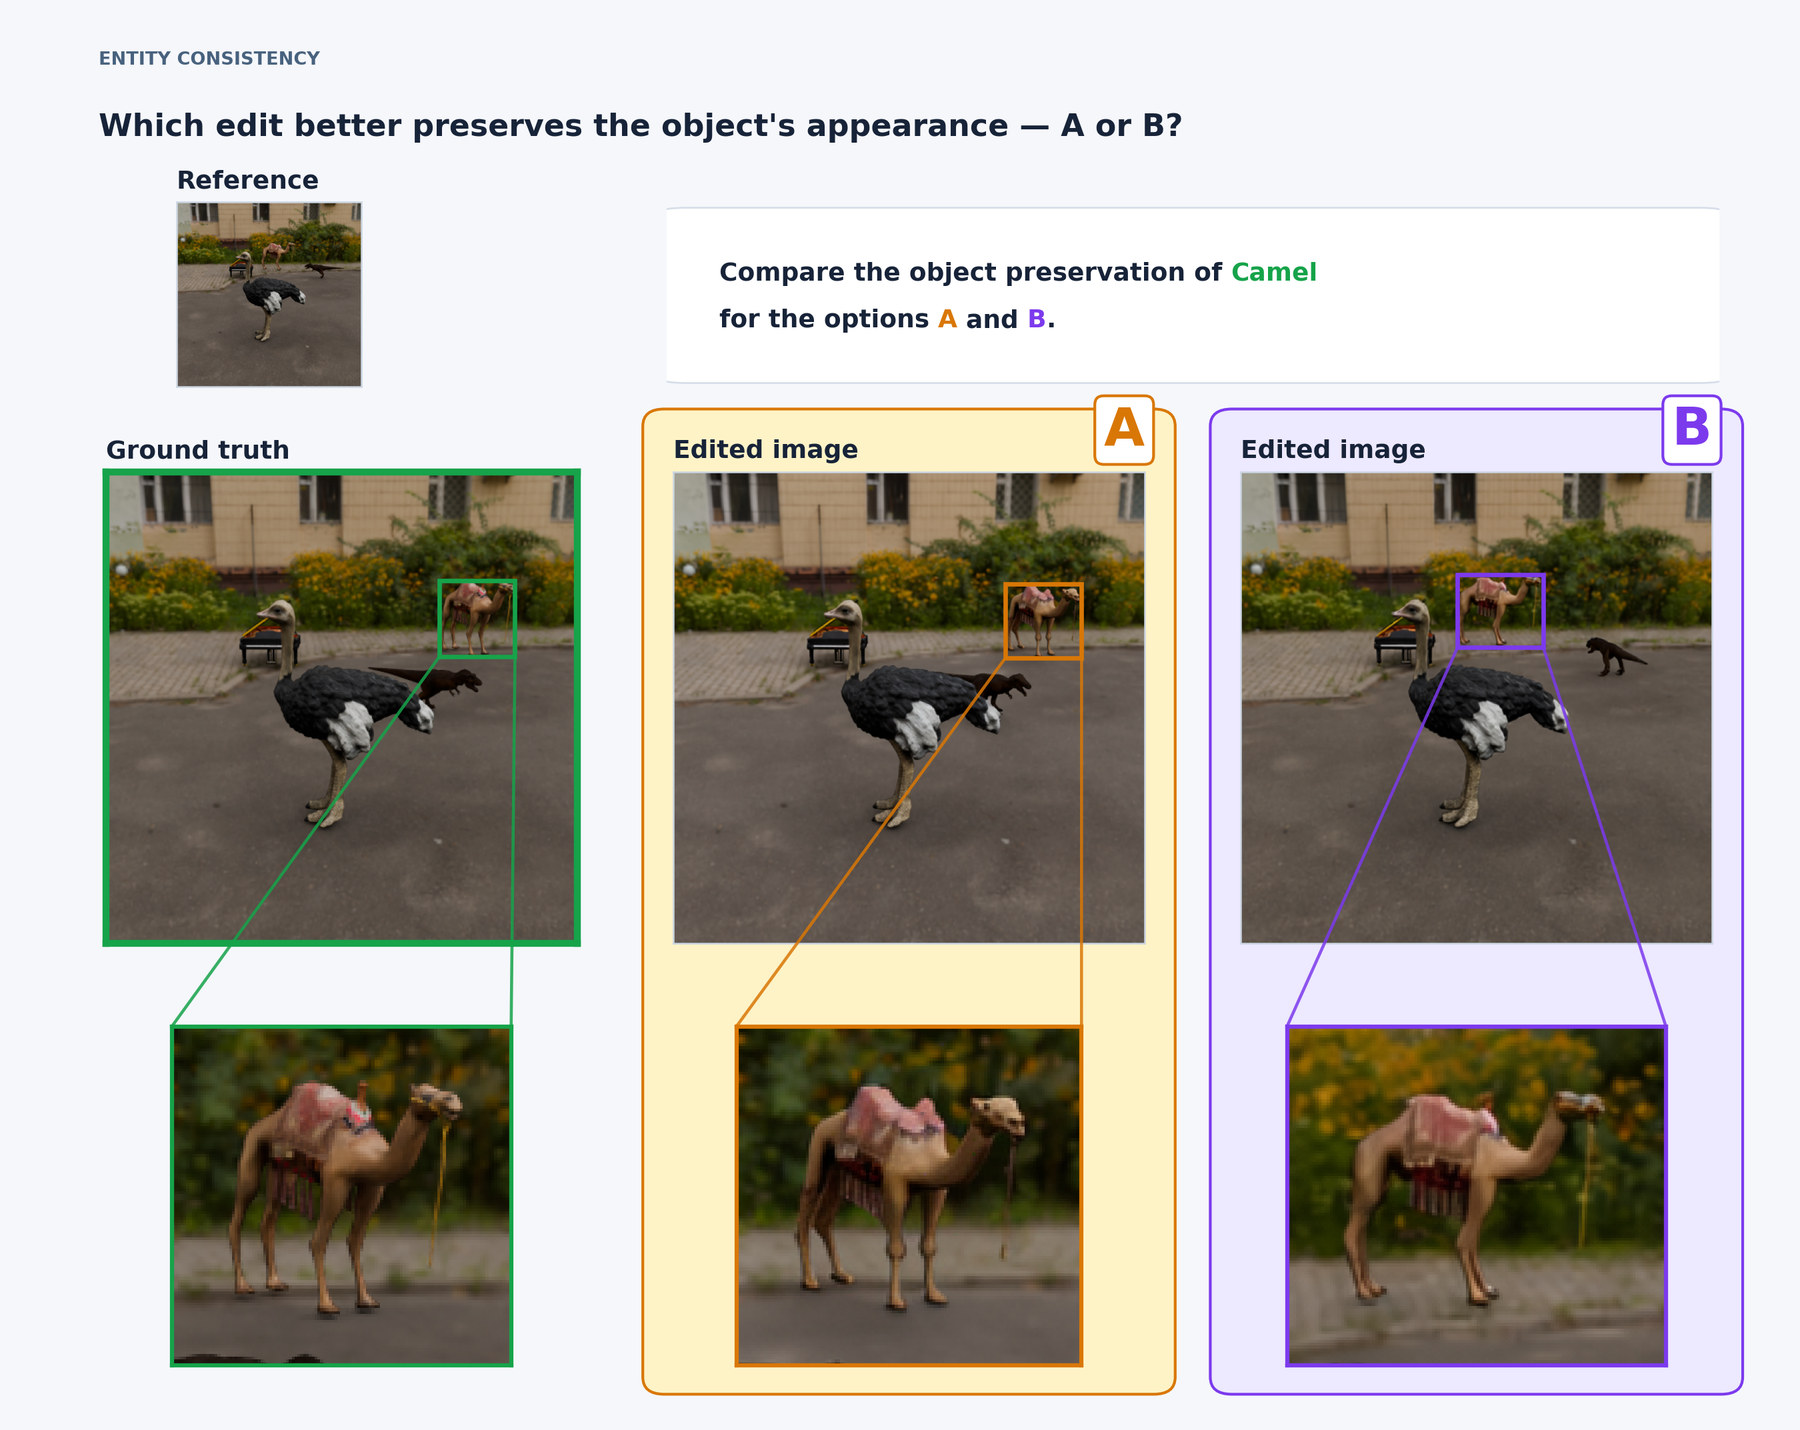 ENTITY CONSISTENCY
Which edit better preserves the object's appearance — A or B?
Reference
Compare the object preservation of Camel
for the options A and B.
Ground truth
Edited image
A
Edited image
B